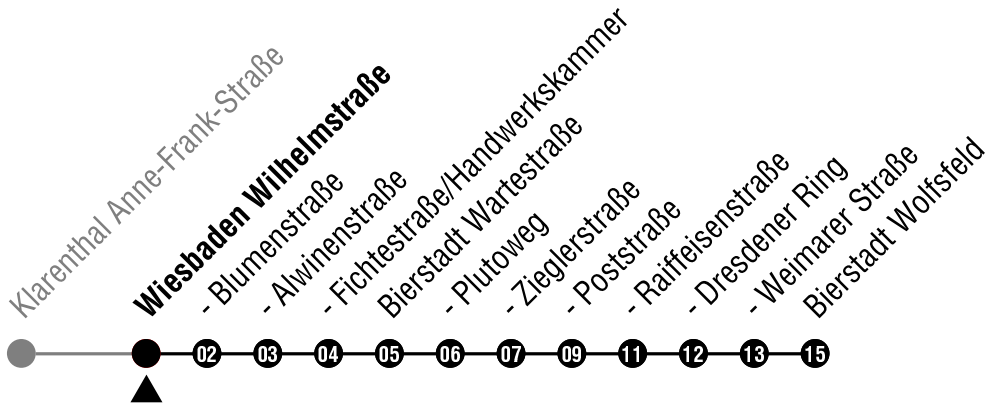 Klarenthal Anne-Frank-Straße
Wiesbaden Wilhelmstraße
- Blumenstraße
- Alwinenstraße
- Fichtestraße/Handwerkskammer
Bierstadt Wartestraße
- Plutoweg
- Zieglerstraße
- Poststraße
- Raiffeisenstraße
- Dresdener Ring
- Weimarer Straße
Bierstadt Wolfsfeld
02 03 04 05 06 07 09 11 12 13 15